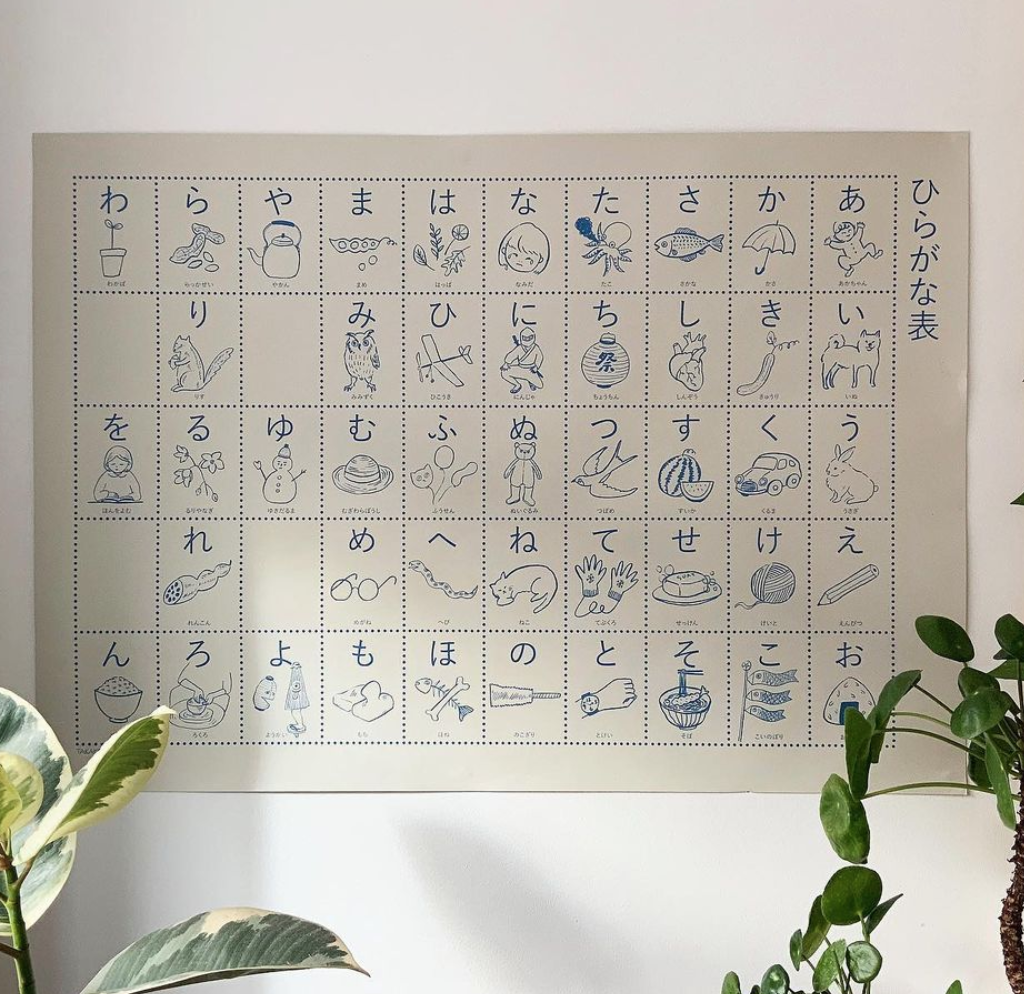 ひらがな表
あ
あかちゃん
い
いぬ
う
うさぎ
え
えんぴつ
お
か
かさ
き
きゅうり
く
くるま
け
けいと
こ
こいのぼり
さ
さかな
し
しんぞう
す
すいか
せ
せっけん
そ
そば
た
たこ
ち
祭
ちょうちん
つ
つばめ
て
てぶくろ
と
とけい
な
なみだ
に
にんじゃ
ぬ
ぬいぐるみ
ね
ねこ
の
のこぎり
は
はっぱ
ひ
ひこうき
ふ
ふうせん
へ
へび
ほ
ほね
ま
まめ
み
みみずく
む
むぎわらぼうし
め
めがね
も
もち
や
やかん
ゆ
ゆきだるま
よ
ようかい
ら
らっかせい
り
りす
る
るりやなぎ
れ
れんこん
ろ
ろくろ
わ
わかば
を
ほんをよむ
ん